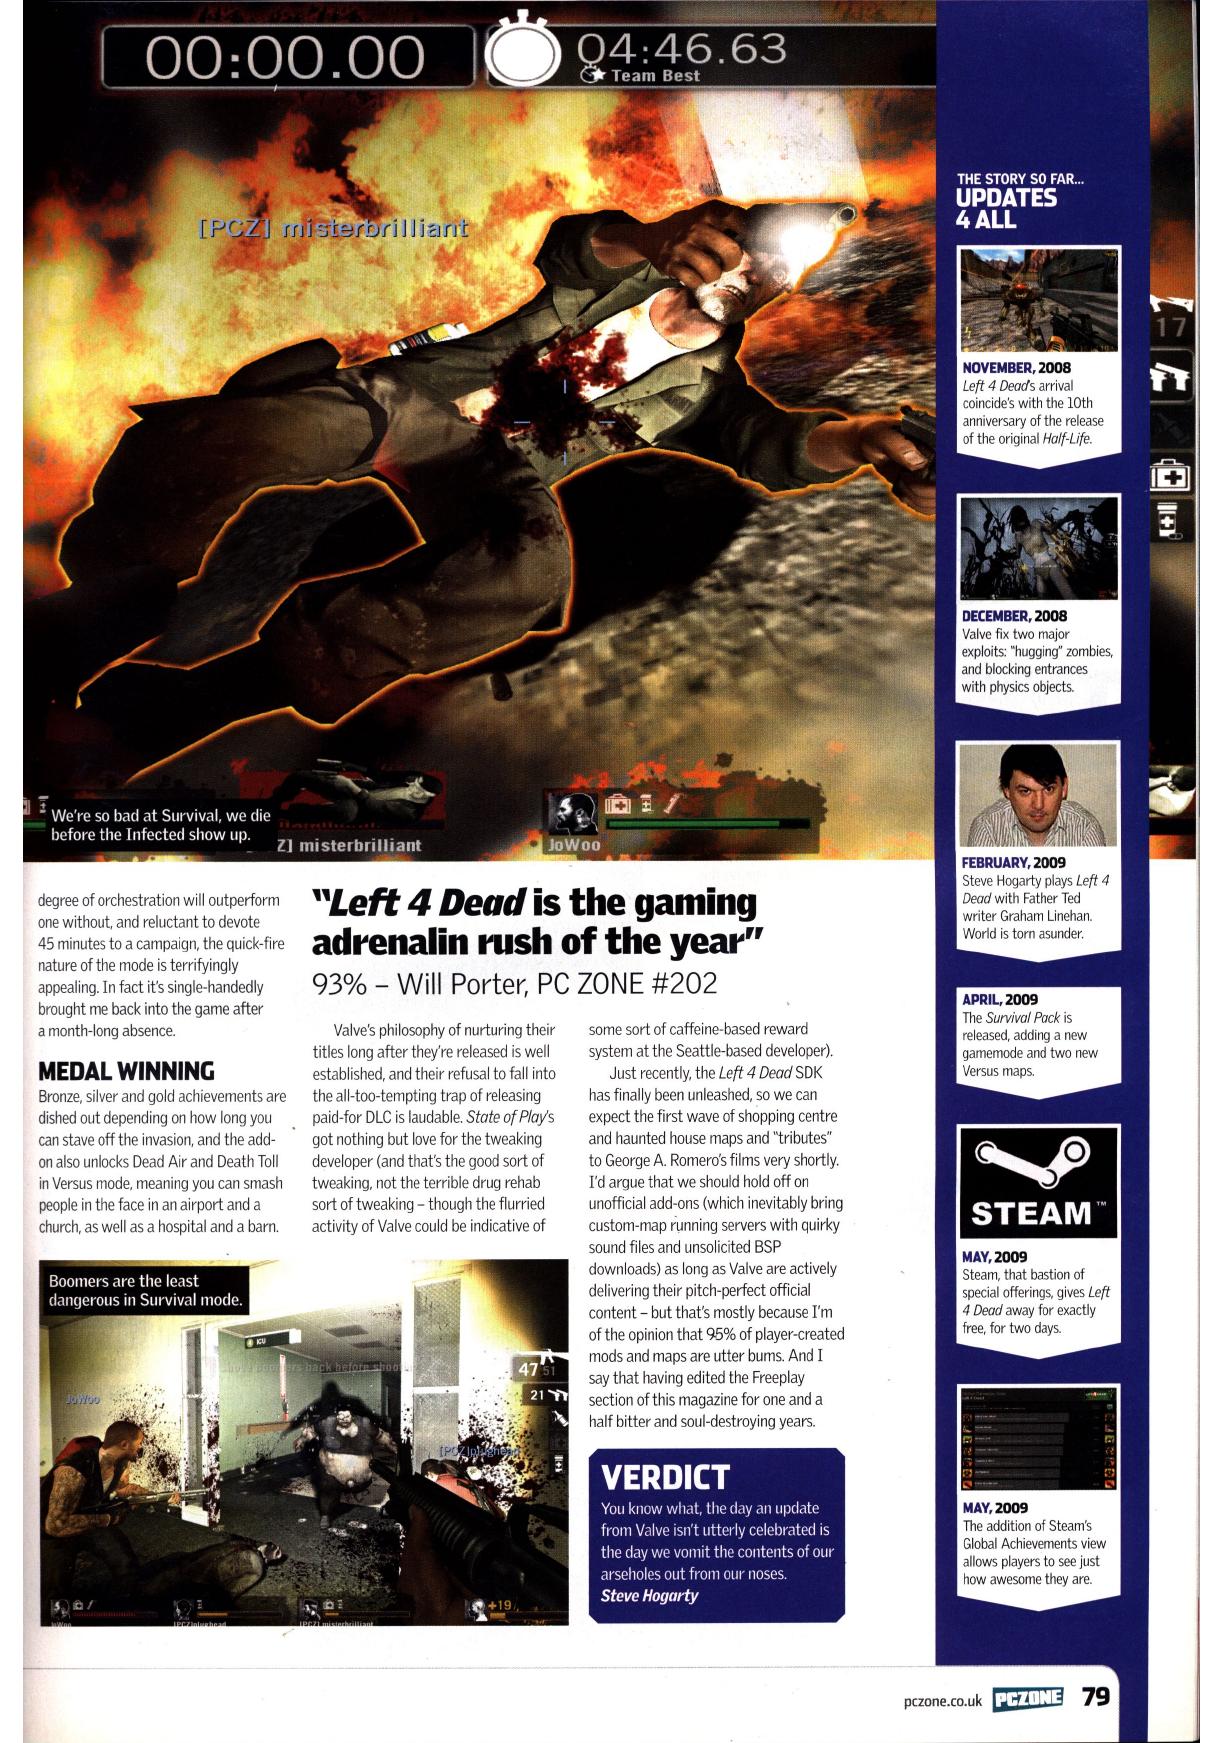 00:00.00
04:46.63
Team Best
[PCZ] misterbrilliant
17
We're so bad at Survival, we die
before the Infected show up.
Z] misterbrilliant
JoWoo
degree of orchestration will outperform
one without, and reluctant to devote
45 minutes to a campaign, the quick-fire
nature of the mode is terrifyingly
appealing. In fact it's single-handedly
brought me back into the game after
a month-long absence.
MEDAL WINNING
Bronze, silver and gold achievements are
dished out depending on how long you
can stave off the invasion, and the add-
on also unlocks Dead Air and Death Toll
in Versus mode, meaning you can smash
people in the face in an airport and a
church, as well as a hospital and a barn.
"Left 4 Dead is the gaming
adrenalin rush of the year"
93% – Will Porter, PC ZONE #202
Valve's philosophy of nurturing their
titles long after they're released is well
established, and their refusal to fall into
the all-too-tempting trap of releasing
paid-for DLC is laudable. State of Play's
got nothing but love for the tweaking
developer (and that's the good sort of
tweaking, not the terrible drug rehab
sort of tweaking – though the flurried
activity of Valve could be indicative of
some sort of caffeine-based reward
system at the Seattle-based developer).
Just recently, the Left 4 Dead SDK
has finally been unleashed, so we can
expect the first wave of shopping centre
and haunted house maps and "tributes"
to George A. Romero's films very shortly.
I'd argue that we should hold off on
unofficial add-ons (which inevitably bring
custom-map running servers with quirky
sound files and unsolicited BSP
downloads) as long as Valve are actively
delivering their pitch-perfect official
content – but that's mostly because I'm
of the opinion that 95% of player-created
mods and maps are utter bums. And I
say that having edited the Freeplay
section of this magazine for one and a
half bitter and soul-destroying years.
Boomers are the least
dangerous in Survival mode.
ICU
back before shoo
47 51
21
JoWoo
[PCZ]plughead
+19
JoWoo
[PCZ]plughead
[PCZ] misterbrilliant
VERDICT
You know what, the day an update
from Valve isn't utterly celebrated is
the day we vomit the contents of our
arseholes out from our noses.
Steve Hogarty
THE STORY SO FAR...
UPDATES
4 ALL
NOVEMBER, 2008
Left 4 Dead's arrival
coincide's with the 10th
anniversary of the release
of the original Half-Life.
DECEMBER, 2008
Valve fix two major
exploits: "hugging" zombies,
and blocking entrances
with physics objects.
FEBRUARY, 2009
Steve Hogarty plays Left 4
Dead with Father Ted
writer Graham Linehan.
World is torn asunder.
APRIL, 2009
The Survival Pack is
released, adding a new
gamemode and two new
Versus maps.
STEAM™
MAY, 2009
Steam, that bastion of
special offerings, gives Left
4 Dead away for exactly
free, for two days.
MAY, 2009
The addition of Steam's
Global Achievements view
allows players to see just
how awesome they are.
pczone.co.uk PCZONE 79